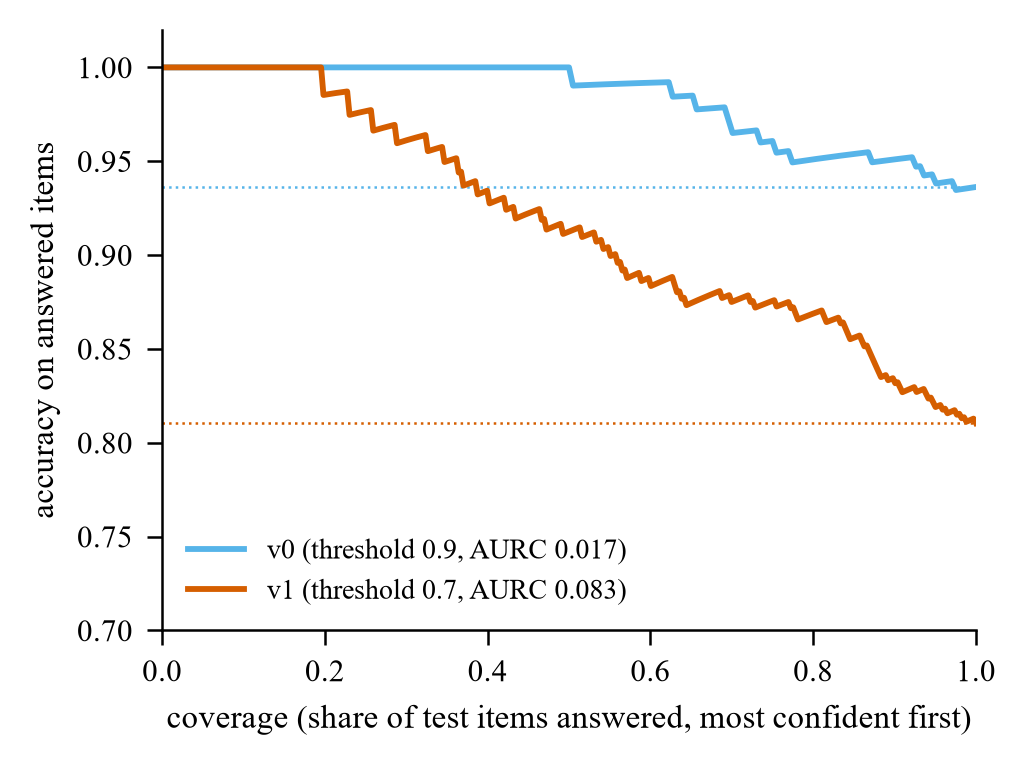 1.00
0.95
0.90
0.85
0.80
0.75
0.70
accuracy on answered items
v0 (threshold 0.9, AURC 0.017)
v1 (threshold 0.7, AURC 0.083)
0.0 0.2 0.4 0.6 0.8 1.0
coverage (share of test items answered, most confident first)